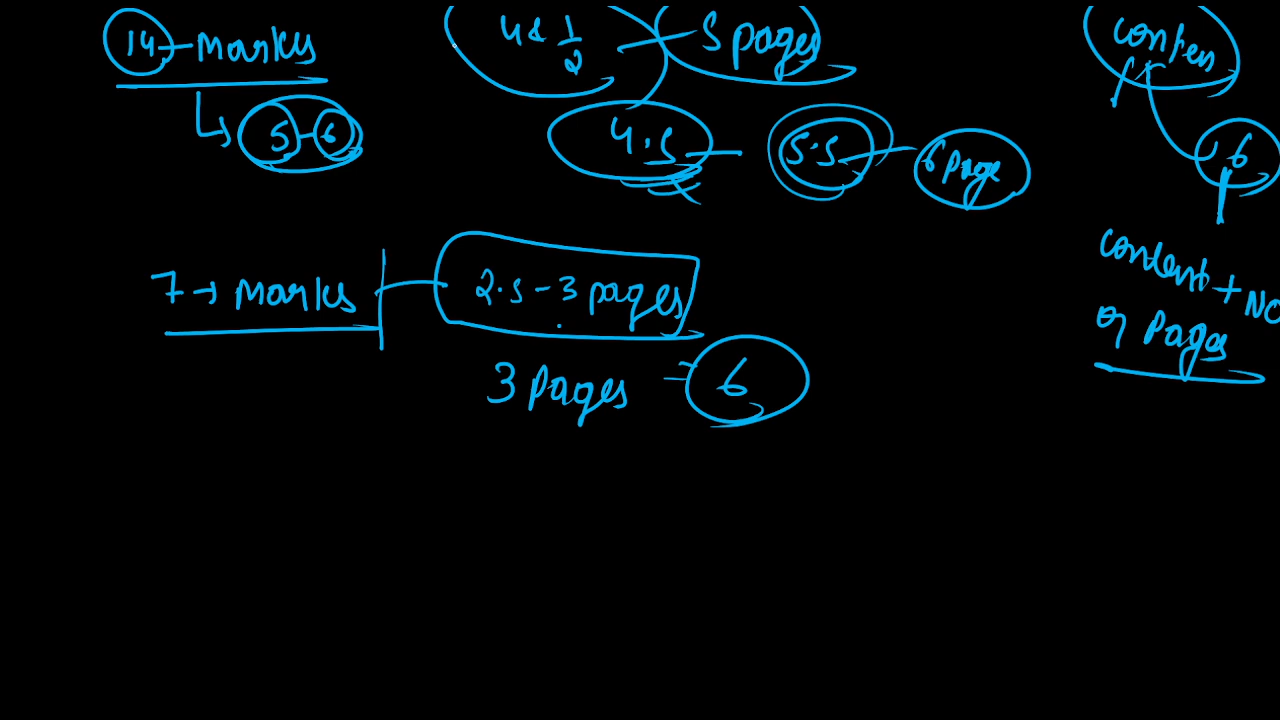 14 - Marks
4 & 1/2 - 5 pages
conten
5 - 6
4.5 - 5.5 - 6 page
6
7 → Marks
2.5 - 3 pages
content + NO
of Pages
3 pages = 6